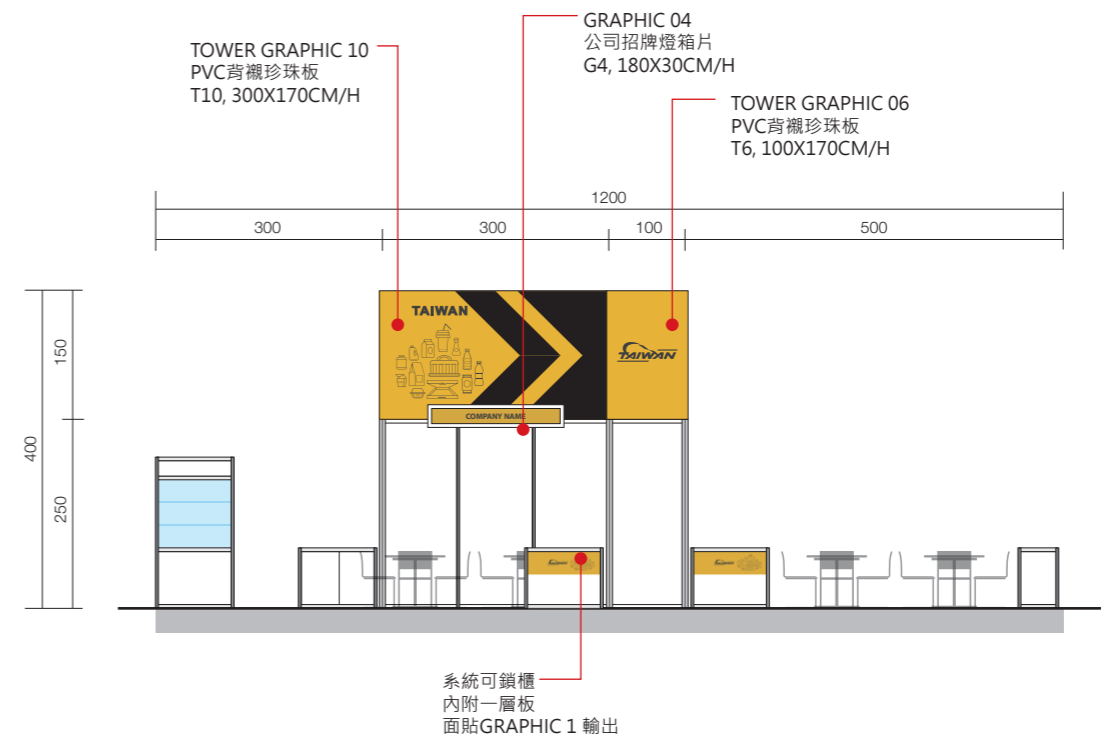 GRAPHIC 04
公司招牌燈箱片
G4, 180X30CM/H
TOWER GRAPHIC 10
PVC背襯珍珠板
T10, 300X170CM/H
TOWER GRAPHIC 06
PVC背襯珍珠板
T6, 100X170CM/H
1200
300
300
100
500
TAIWAN
TAIWAN
COMPANY NAME
150
400
250
系統可鎖櫃
內附一層板
面貼GRAPHIC 1 輸出